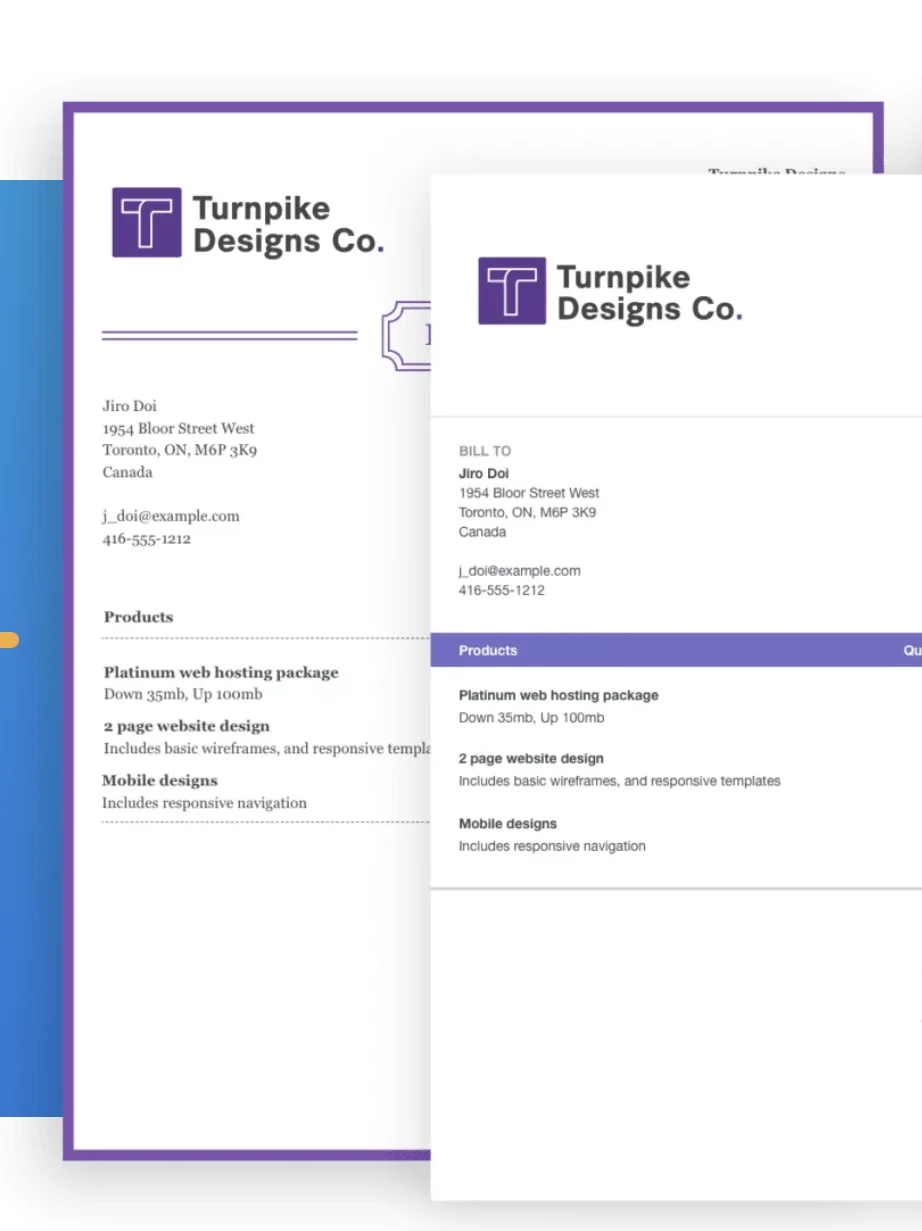 Turnpike Designs
Turnpike
Designs Co.
Jiro Doi
1954 Bloor Street West
Toronto, ON, M6P 3K9
Canada
j_doi@example.com
416-555-1212
Products
Platinum web hosting package
Down 35mb, Up 100mb
2 page website design
Includes basic wireframes, and responsive templa
Mobile designs
Includes responsive navigation
Turnpike
Designs Co.
BILL TO
Jiro Doi
1954 Bloor Street West
Toronto, ON, M6P 3K9
Canada
j_doi@example.com
416-555-1212
Products
Qu
Platinum web hosting package
Down 35mb, Up 100mb
2 page website design
Includes basic wireframes, and responsive templates
Mobile designs
Includes responsive navigation